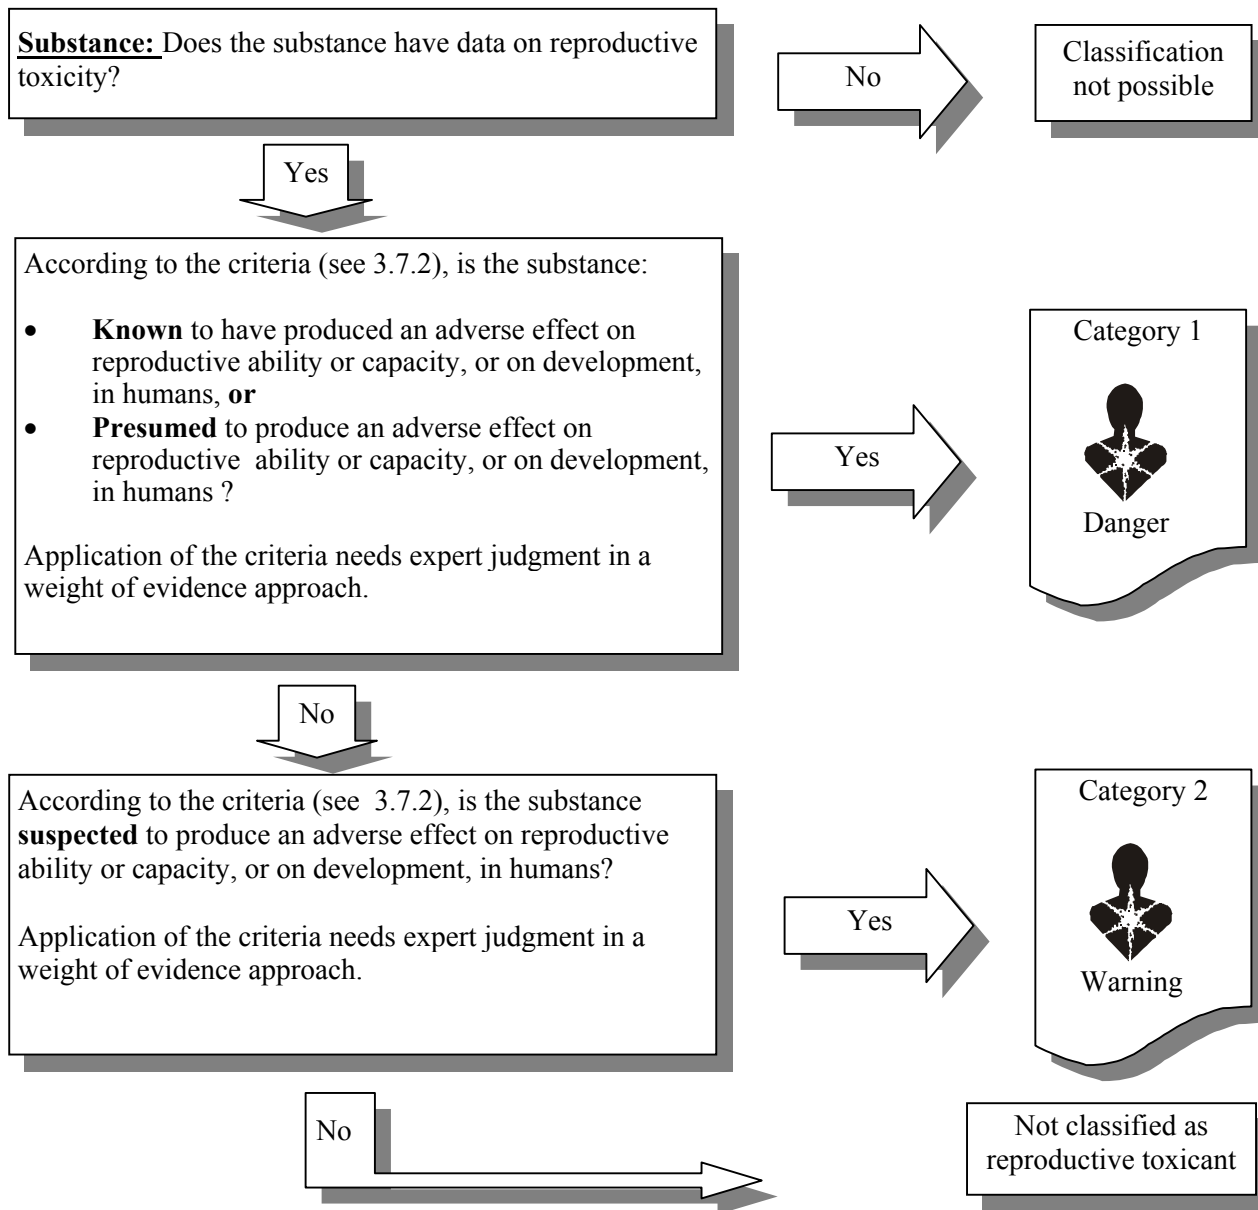 Substance: Does the substance have data on reproductive
toxicity?
No
Classification
not possible
Yes
According to the criteria (see 3.7.2), is the substance:
• Known to have produced an adverse effect on
reproductive ability or capacity, or on development,
in humans, or
• Presumed to produce an adverse effect on
reproductive ability or capacity, or on development,
in humans ?
Application of the criteria needs expert judgment in a
weight of evidence approach.
Yes
Category 1
Danger
No
According to the criteria (see 3.7.2), is the substance
suspected to produce an adverse effect on reproductive
ability or capacity, or on development, in humans?
Application of the criteria needs expert judgment in a
weight of evidence approach.
Yes
Category 2
Warning
No
Not classified as
reproductive toxicant